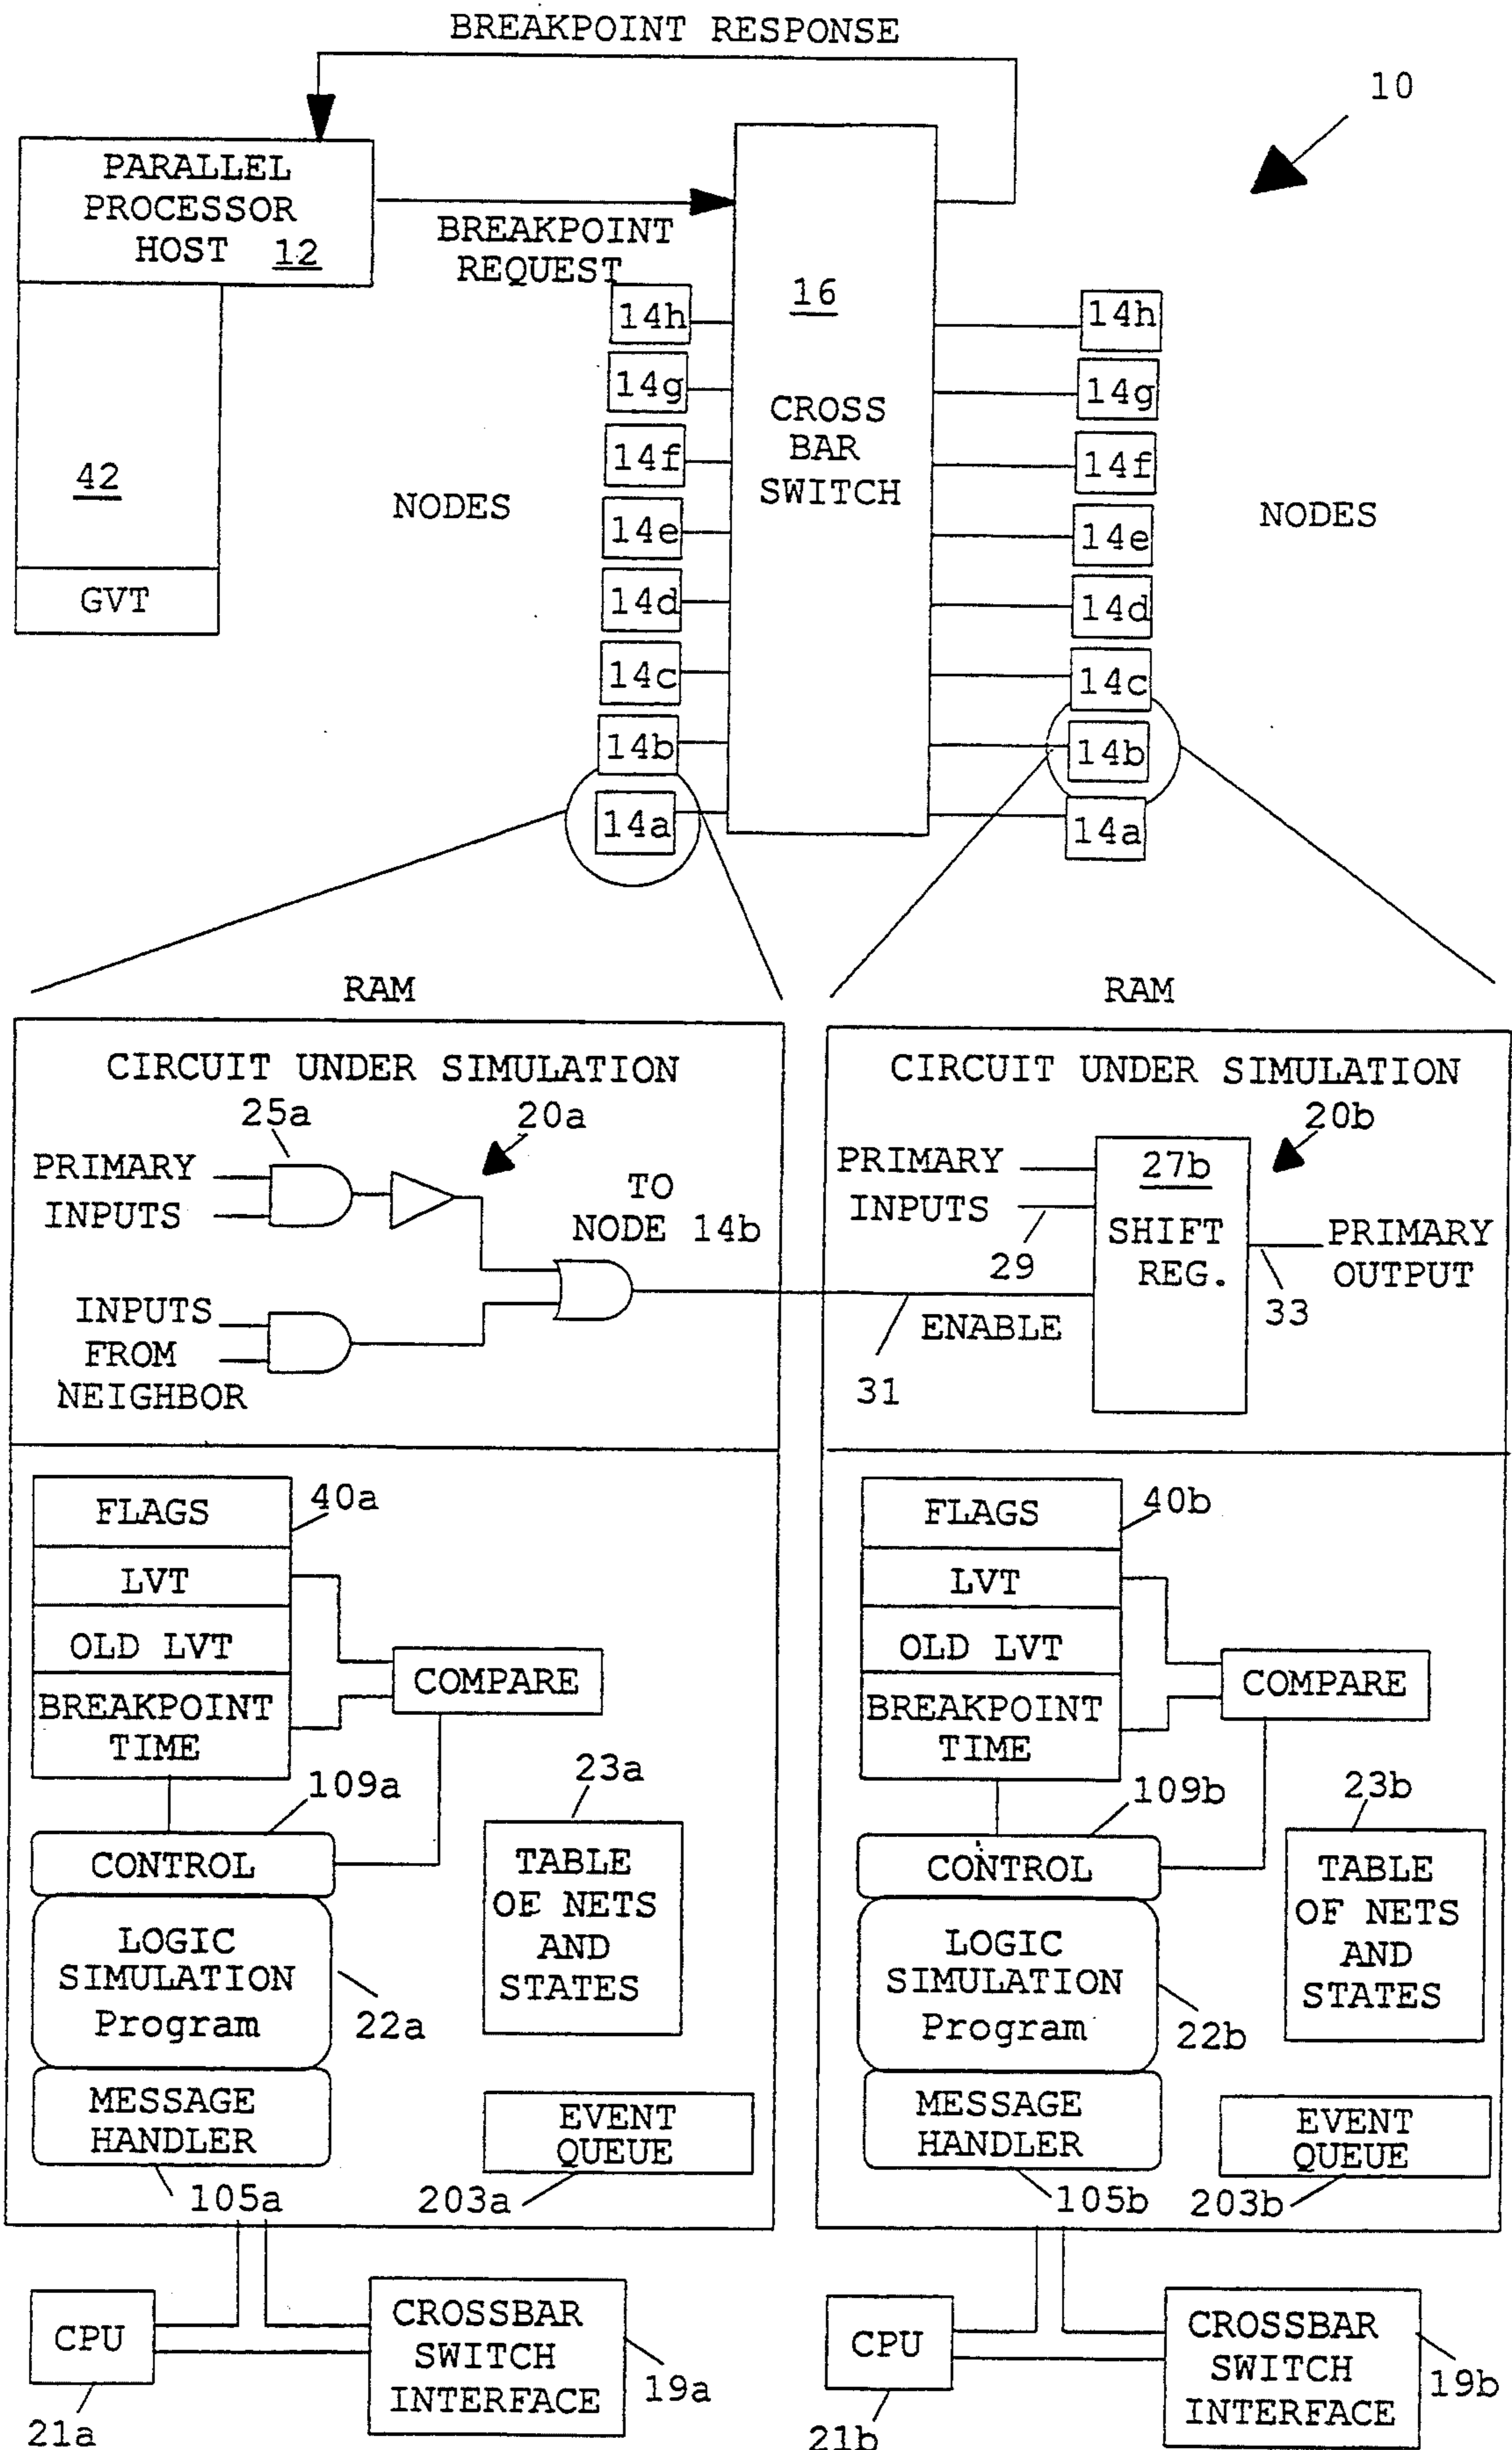 BREAKPOINT RESPONSE
10
PARALLEL
PROCESSOR
HOST 12
BREAKPOINT
REQUEST
42
GVT
NODES
14h
14g
14f
14e
14d
14c
14b
14a
16
CROSS
BAR
SWITCH
14h
14g
14f
14e
14d
14c
14b
14a
NODES
RAM
CIRCUIT UNDER SIMULATION
25a
20a
PRIMARY
INPUTS
TO
NODE 14b
INPUTS
FROM
NEIGHBOR
FLAGS
40a
LVT
OLD LVT
BREAKPOINT
TIME
COMPARE
109a
23a
CONTROL
TABLE
OF NETS
AND
STATES
LOGIC
SIMULATION
Program
22a
MESSAGE
HANDLER
EVENT
QUEUE
105a
203a
CPU
21a
CROSSBAR
SWITCH
INTERFACE
19a
RAM
CIRCUIT UNDER SIMULATION
20b
PRIMARY
INPUTS
27b
SHIFT
REG.
29
PRIMARY
OUTPUT
33
ENABLE
31
FLAGS
40b
LVT
OLD LVT
BREAKPOINT
TIME
COMPARE
109b
23b
CONTROL
TABLE
OF NETS
AND
STATES
LOGIC
SIMULATION
Program
22b
MESSAGE
HANDLER
EVENT
QUEUE
105b
203b
CPU
21b
CROSSBAR
SWITCH
INTERFACE
19b